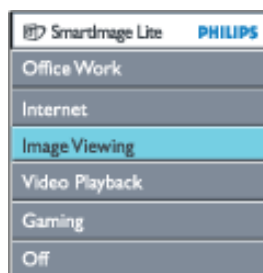 SmartImage Lite PHILIPS
Office Work
Internet
Image Viewing
Video Playback
Gaming
Off